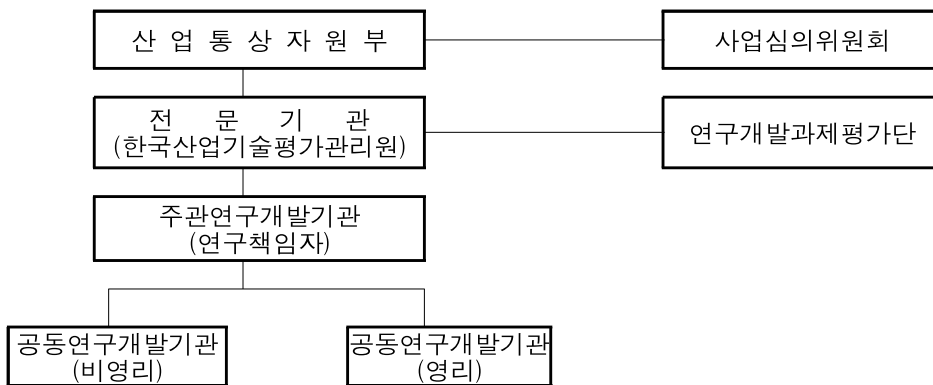 산 업 통 상 자 원 부
사업심의위원회
전 문 기 관
(한국산업기술평가관리원)
연구개발과제평가단
주관연구개발기관
(연구책임자)
공동연구개발기관
(비영리)
공동연구개발기관
(영리)